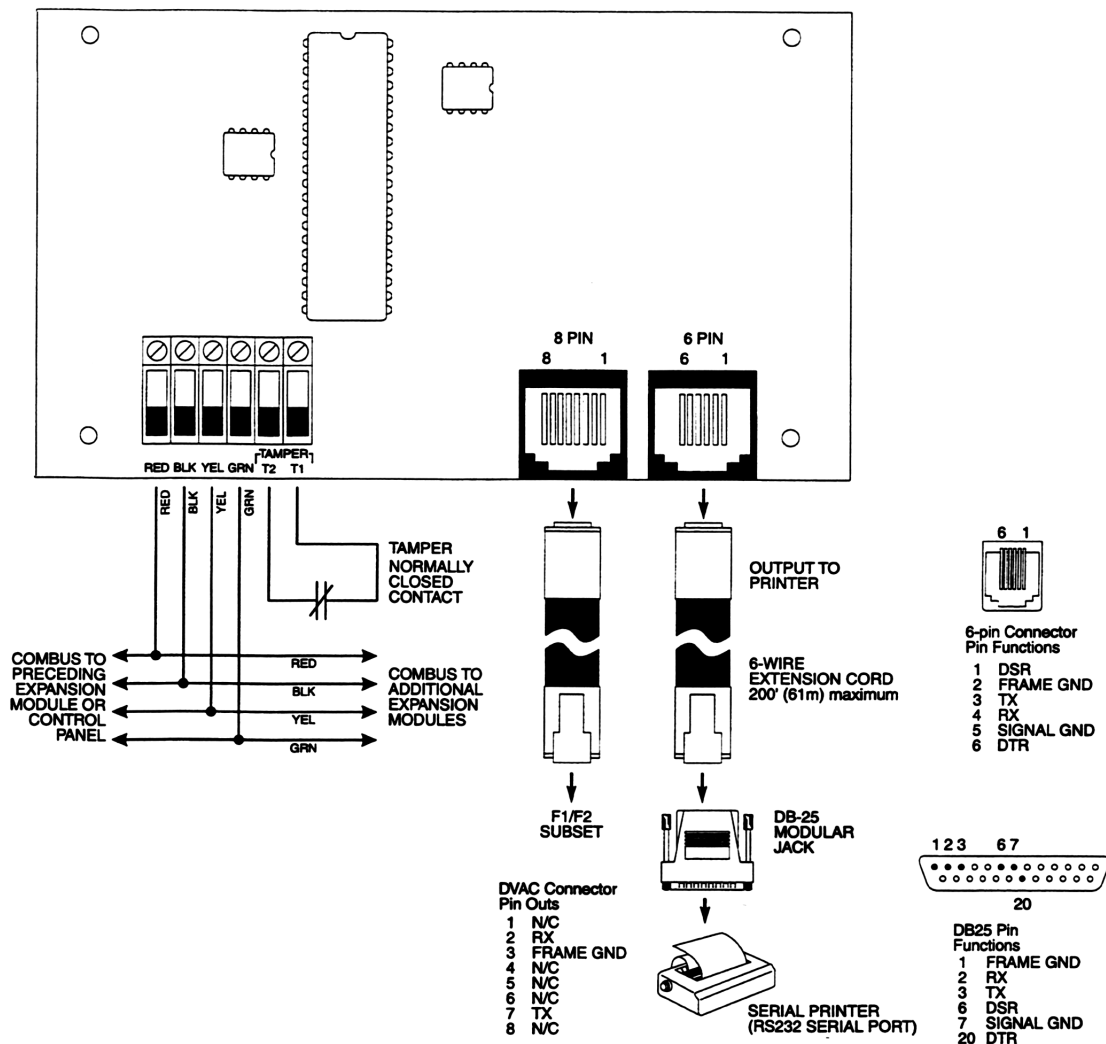 8 PIN
8 1
6 PIN
6 1
TAMPER
RED BLK YEL GRN T2 T1
RED
BLK
YEL
GRN
TAMPER
NORMALLY
CLOSED
CONTACT
COMBUS TO
PRECEDING
EXPANSION
MODULE OR
CONTROL
PANEL
RED
BLK
YEL
GRN
COMBUS TO
ADDITIONAL
EXPANSION
MODULES
OUTPUT TO
PRINTER
6-WIRE
EXTENSION CORD
200' (61m) maximum
F1/F2
SUBSET
DB-25
MODULAR
JACK
DVAC Connector
Pin Outs
1 N/C
2 RX
3 FRAME GND
4 N/C
5 N/C
6 N/C
7 TX
8 N/C
SERIAL PRINTER
(RS232 SERIAL PORT)
6 1
6-pin Connector
Pin Functions
1 DSR
2 FRAME GND
3 TX
4 RX
5 SIGNAL GND
6 DTR
1 2 3 6 7
20
DB25 Pin
Functions
1 FRAME GND
2 RX
3 TX
6 DSR
7 SIGNAL GND
20 DTR